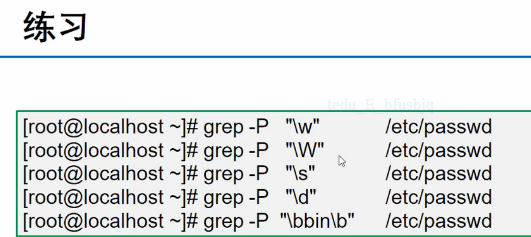 练习
[root@localhost ~]# grep -P "\w" /etc/passwd
[root@localhost ~]# grep -P "\W" /etc/passwd
[root@localhost ~]# grep -P "\s" /etc/passwd
[root@localhost ~]# grep -P "\d" /etc/passwd
[root@localhost ~]# grep -P "\bbin\b" /etc/passwd